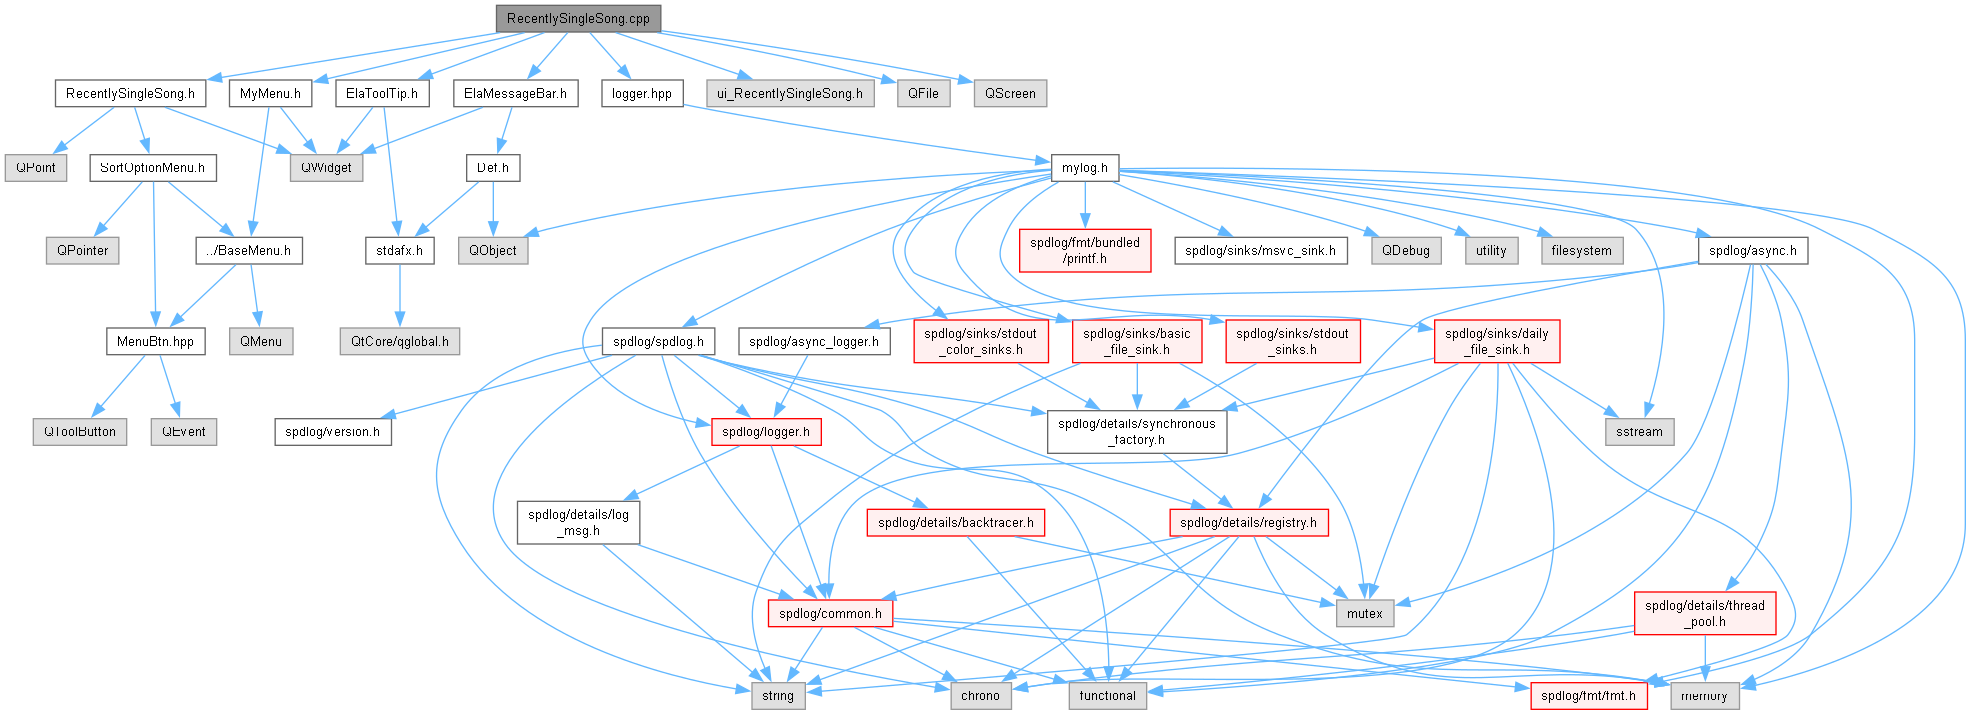 RecentlySingleSong.cpp
RecentlySingleSong.h
MyMenu.h
ElaToolTip.h
ElaMessageBar.h
logger.hpp
ui_RecentlySingleSong.h
QFile
QScreen
QPoint
SortOptionMenu.h
QWidget
Def.h
mylog.h
QPointer
../BaseMenu.h
stdafx.h
QObject
spdlog/fmt/bundled
/printf.h
spdlog/sinks/msvc_sink.h
QDebug
utility
filesystem
spdlog/async.h
MenuBtn.hpp
QMenu
QtCore/qglobal.h
spdlog/spdlog.h
spdlog/async_logger.h
spdlog/sinks/stdout
_color_sinks.h
spdlog/sinks/basic
_file_sink.h
spdlog/sinks/stdout
_sinks.h
spdlog/sinks/daily
_file_sink.h
QToolButton
QEvent
spdlog/version.h
spdlog/logger.h
spdlog/details/synchronous
_factory.h
sstream
spdlog/details/log
_msg.h
spdlog/details/backtracer.h
spdlog/details/registry.h
spdlog/common.h
mutex
spdlog/details/thread
_pool.h
string
chrono
functional
spdlog/fmt/fmt.h
memory